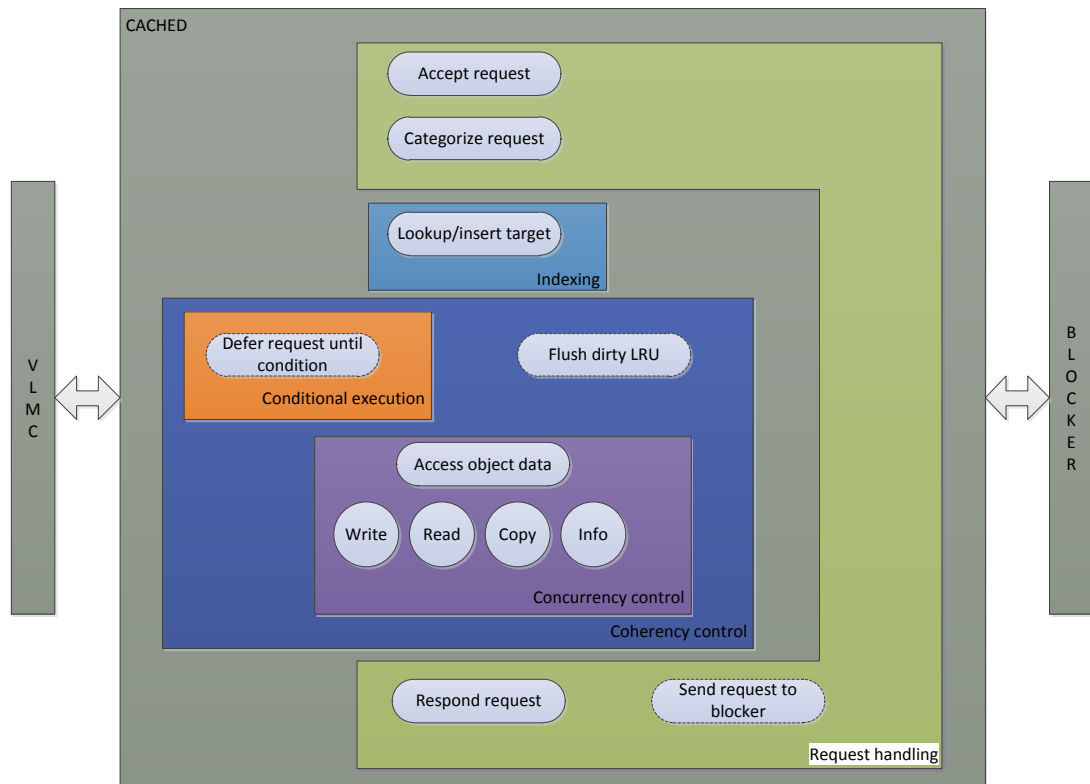 CACHED
Accept request
Categorize request
Lookup/insert target
Indexing
Defer request until
condition
Flush dirty LRU
Conditional execution
V
L
M
C
B
L
O
C
K
E
R
Access object data
Write
Read
Copy
Info
Concurrency control
Coherency control
Respond request
Send request to
blocker
Request handling